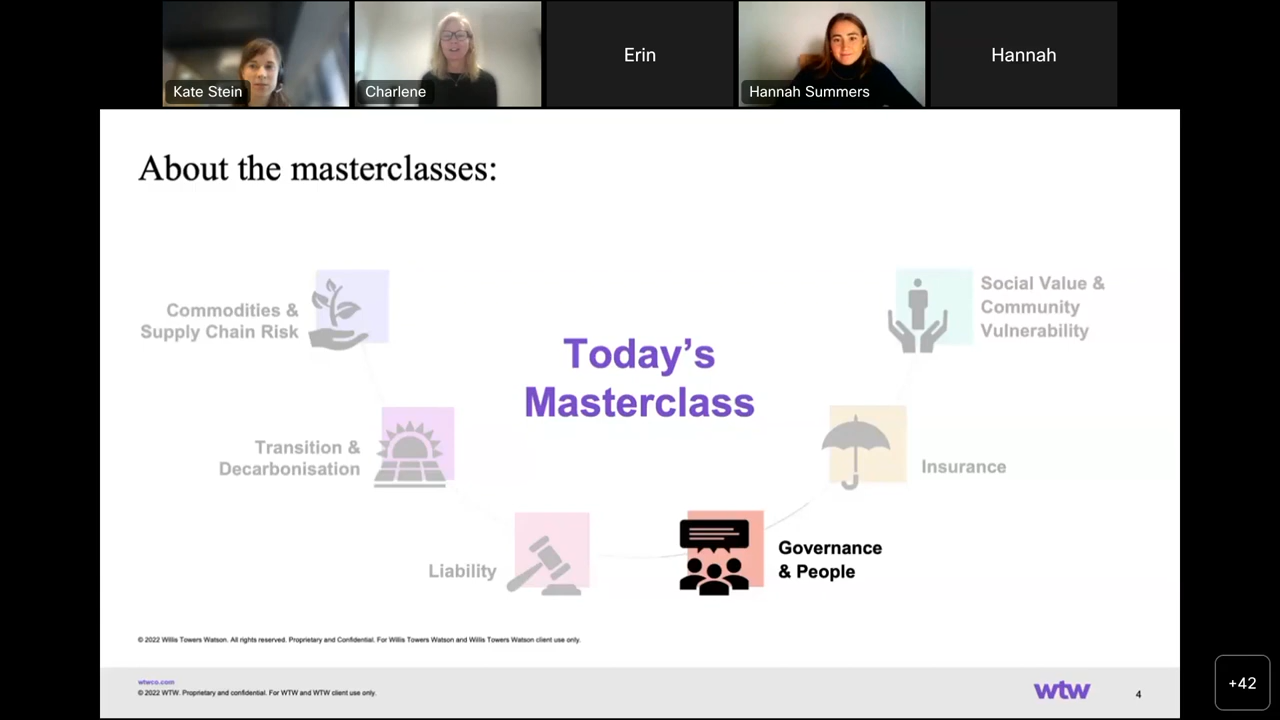 Kate Stein
Charlene
Erin
Hannah Summers
Hannah
About the masterclasses:
Commodities &
Supply Chain Risk
Social Value &
Community
Vulnerability
Today’s
Masterclass
Transition &
Decarbonisation
Insurance
Liability
Governance
& People
© 2022 Willis Towers Watson. All rights reserved. Proprietary and Confidential. For Willis Towers Watson and Willis Towers Watson client use only.
wtwco.com
© 2022 WTW. Proprietary and confidential. For WTW and WTW client use only.
wtw
4
+42